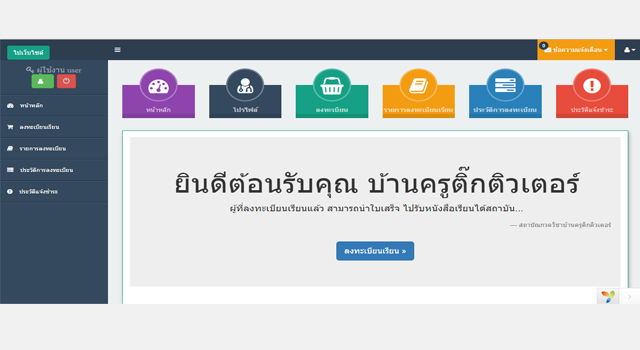 ไปเว็บไซต์
0 ข้อความแจ้งเตือน
ผู้ใช้งาน user
หน้าหลัก
ลงทะเบียนเรียน
รายการลงทะเบียน
ประวัติการลงทะเบียน
ประวัติแจ้งชำระ
หน้าหลัก
โปรไฟล์
ลงทะเบียน
รายการลงทะเบียนเรียน
ประวัติการลงทะเบียน
ประวัติแจ้งชำระ
ยินดีต้อนรับคุณ บ้านครูติ๊กติวเตอร์
ผู้ที่ลงทะเบียนเรียนแล้ว สามารถนำใบเสร็จ ไปรับหนังสือเรียนได้สถาบัน...
— สถาบันกวดวิชาบ้านครูติ๊กติวเตอร์
ลงทะเบียนเรียน »